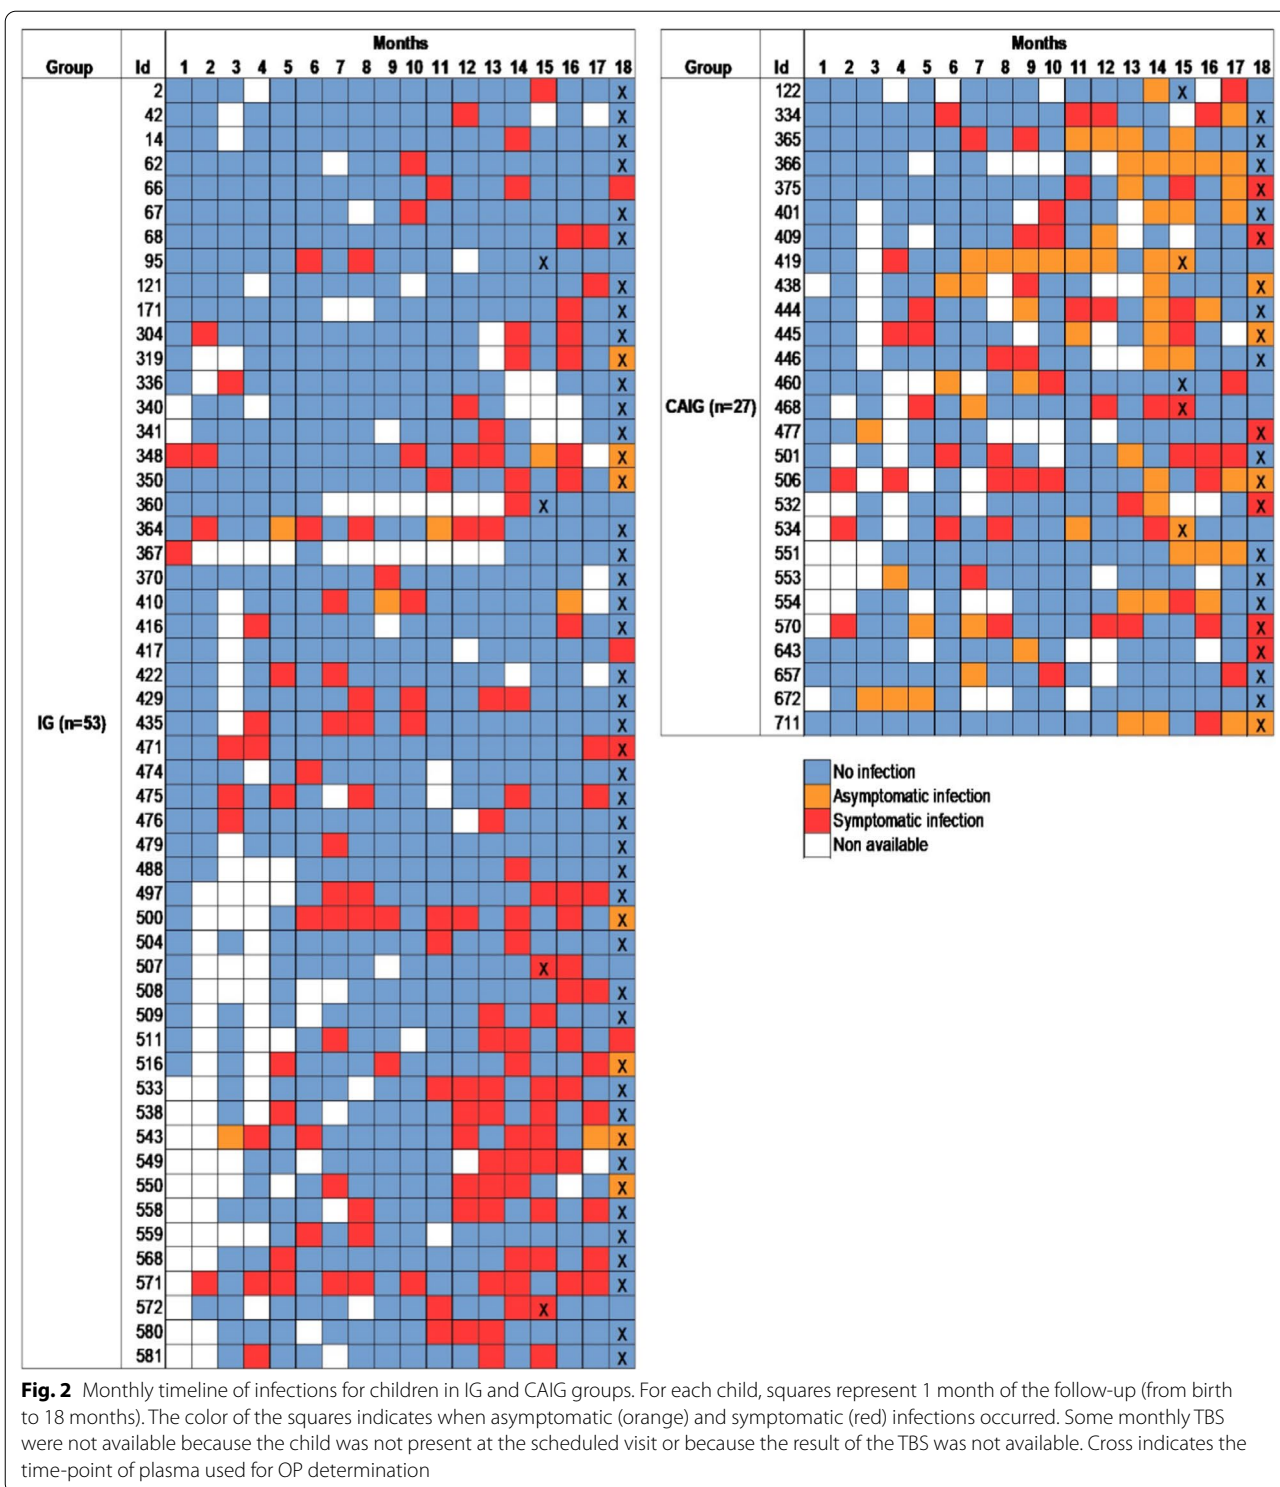 Months
Group Id 1 2 3 4 5 6 7 8 9 10 11 12 13 14 15 16 17 18
2 X
42 X
14 X
62 X
66
67 X
68 X
95 X
121 X
171 X
304 X
319 X
336 X
340 X
341 X
348 X
350 X
360 X
364 X
367 X
370 X
410 X
416 X
417
422 X
429 X
IG (n=53) 435 X
471 X
474 X
475 X
476 X
479 X
488 X
497 X
500 X
504 X
507 X
508 X
509 X
511
516 X
533 X
538 X
543 X
549 X
550 X
558 X
559 X
568 X
571 X
572 X
580 X
581 X
Months
Group Id 1 2 3 4 5 6 7 8 9 10 11 12 13 14 15 16 17 18
122 X
334 X
365 X
366 X
375 X
401 X
409 X
419 X
438 X
444 X
445 X
446 X
460 X
CAIG (n=27) 468 X
477 X
501 X
506 X
532 X
534 X
551 X
553 X
554 X
570 X
643 X
657 X
672 X
711 X
No infection
Asymptomatic infection
Symptomatic infection
Non available
Fig. 2 Monthly timeline of infections for children in IG and CAIG groups. For each child, squares represent 1 month of the follow-up (from birth
to 18 months). The color of the squares indicates when asymptomatic (orange) and symptomatic (red) infections occurred. Some monthly TBS
were not available because the child was not present at the scheduled visit or because the result of the TBS was not available. Cross indicates the
time-point of plasma used for OP determination